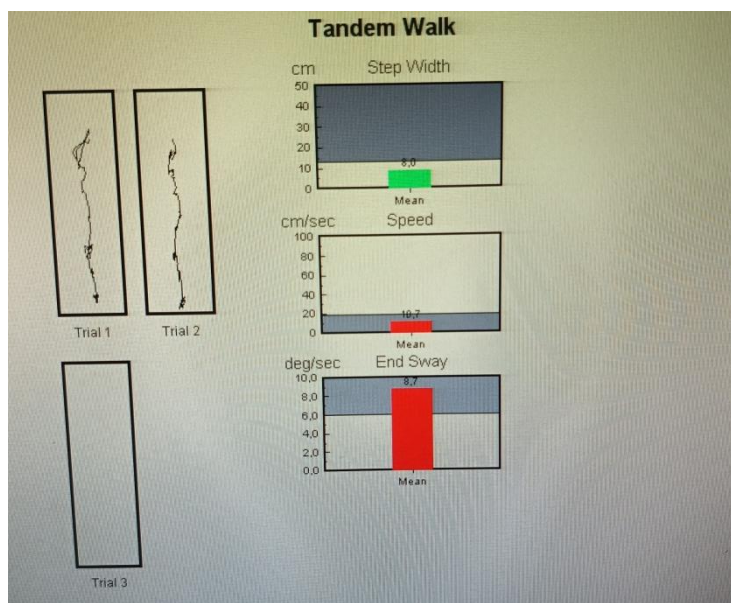 Tandem Walk
cm Step Width
50
40
30
20
10
0
8,0
Mean
cm/sec Speed
100
80
60
40
20
0
10,7
Mean
deg/sec End Sway
10,0
8,0
6,0
4,0
2,0
0,0
8,7
Mean
Trial 1 Trial 2
Trial 3